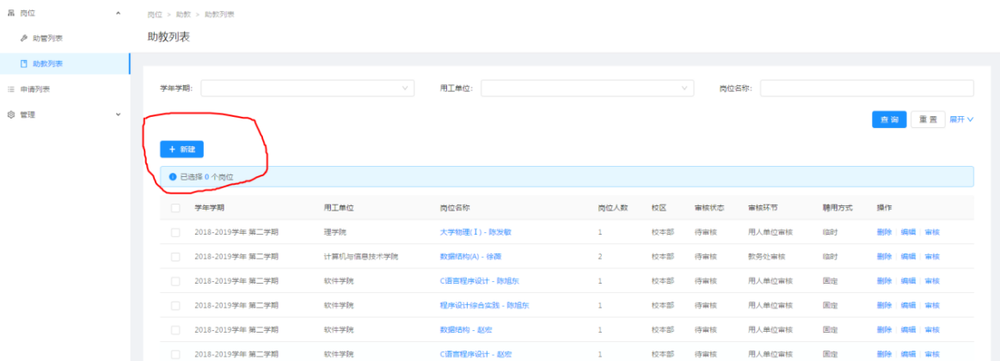 岗位
岗位 > 助教 > 助教列表
助管列表
助教列表
助教列表
申请列表
管理
学年学期:
用工单位:
岗位名称:
查 询
重 置
展开
+ 新建
已选择 0 个岗位
学年学期 用工单位 岗位名称 岗位人数 校区 审核状态 审核环节 聘用方式 操作
2018-2019学年 第二学期 理学院 大学物理(Ⅰ) - 陈发敏 1 校本部 待审核 用人单位审核 临时 删除 编辑 审核
2018-2019学年 第二学期 计算机与信息技术学院 数据结构(A) - 徐薇 2 校本部 待审核 教务处审核 临时 删除 编辑 审核
2018-2019学年 第二学期 软件学院 C语言程序设计 - 陈旭东 1 校本部 待审核 用人单位审核 固定 删除 编辑 审核
2018-2019学年 第二学期 软件学院 程序设计综合实践 - 陈旭东 1 校本部 待审核 用人单位审核 固定 删除 编辑 审核
2018-2019学年 第二学期 软件学院 数据结构 - 赵宏 1 校本部 待审核 用人单位审核 固定 删除 编辑 审核
2018-2019学年 第二学期 软件学院 C语言程序设计 - 赵宏 1 校本部 待审核 用人单位审核 固定 删除 编辑 审核